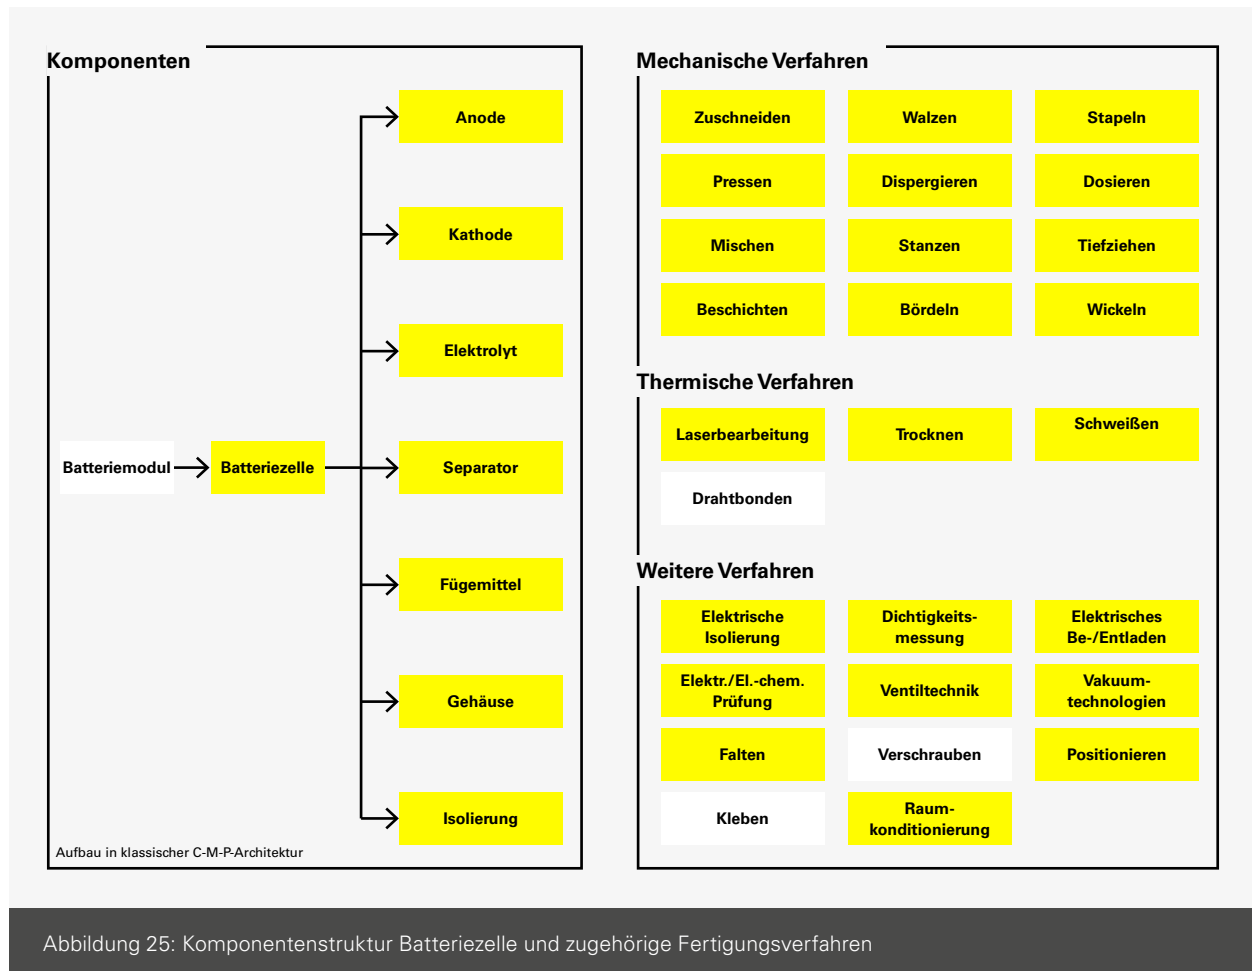 Komponenten
Anode
Kathode
Elektrolyt
Batteriemodul
Batteriezelle
Separator
Fügemittel
Gehäuse
Isolierung
Aufbau in klassischer C-M-P-Architektur
Mechanische Verfahren
Zuschneiden
Walzen
Stapeln
Pressen
Dispergieren
Dosieren
Mischen
Stanzen
Tiefziehen
Beschichten
Bördeln
Wickeln
Thermische Verfahren
Laserbearbeitung
Trocknen
Schweißen
Drahtbonden
Weitere Verfahren
Elektrische
Isolierung
Dichtigkeits-
messung
Elektrisches
Be-/Entladen
Elektr./El.-chem.
Prüfung
Ventiltechnik
Vakuum-
technologien
Falten
Verschrauben
Positionieren
Kleben
Raum-
konditionierung
Abbildung 25: Komponentenstruktur Batteriezelle und zugehörige Fertigungsverfahren